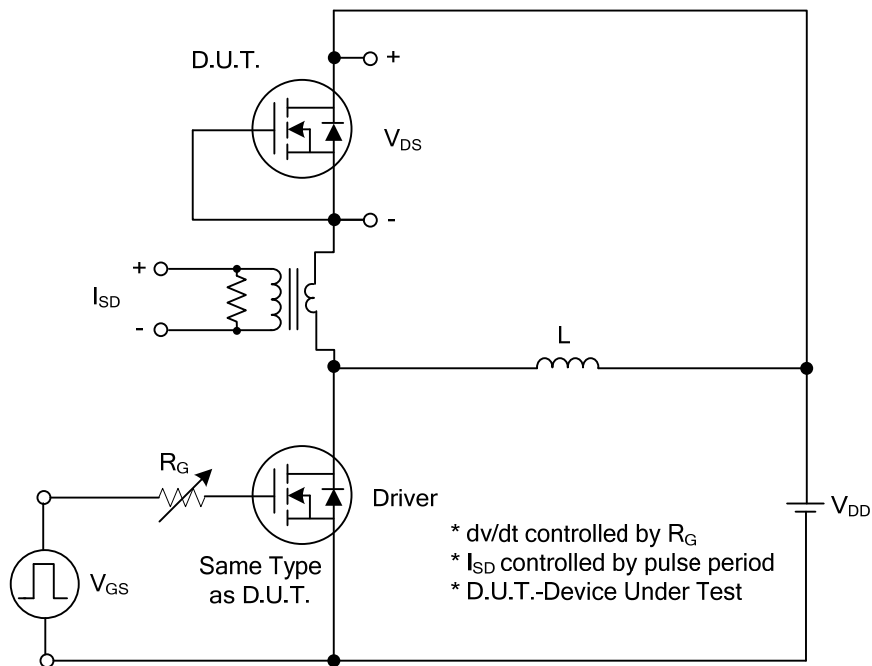 D.U.T.
+
V_DS
-
+
I_SD
-
L
R_G
Driver
V_DD
V_GS
Same Type
as D.U.T.
* dv/dt controlled by R_G
* I_SD controlled by pulse period
* D.U.T.-Device Under Test